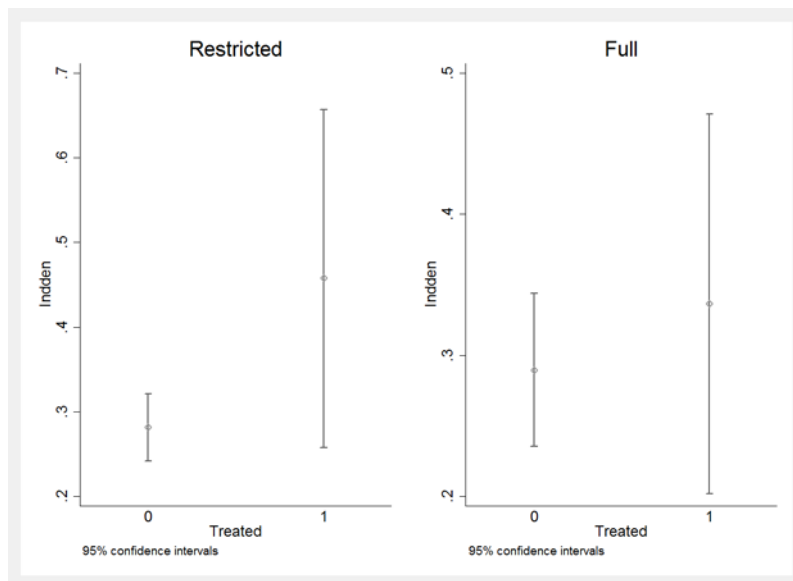 Restricted
.7
.6
.5
.4
.3
.2
Indden
0
1
Treated
95% confidence intervals
Full
.5
.4
.3
.2
Indden
0
1
Treated
95% confidence intervals